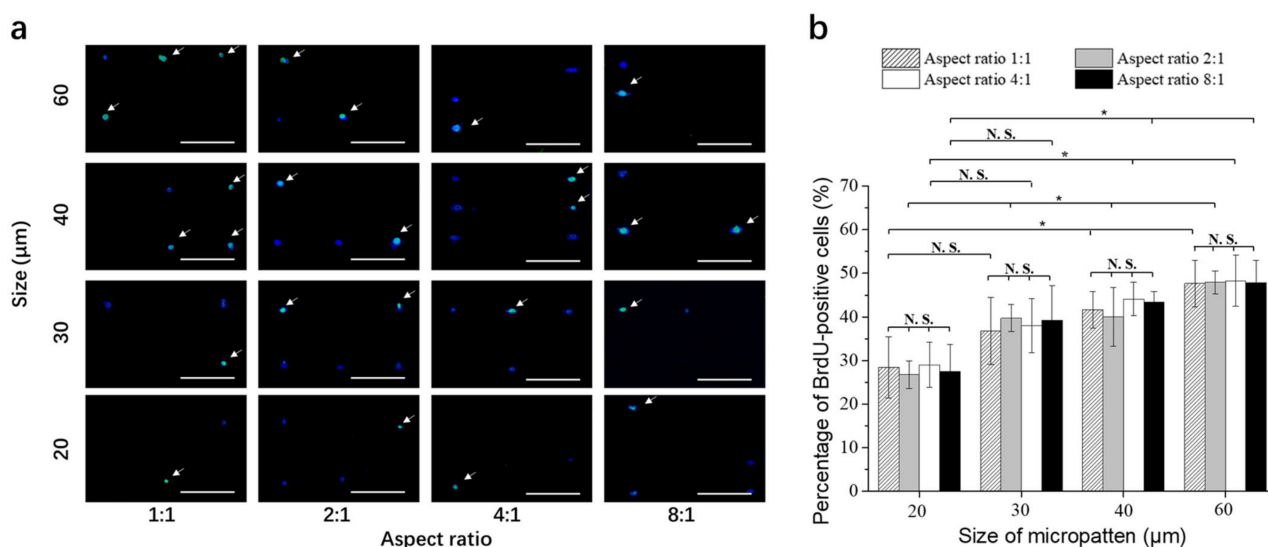 a
60
40
30
20
Size (μm)
1:1
2:1
4:1
8:1
Aspect ratio
b
Aspect ratio 1:1
Aspect ratio 2:1
Aspect ratio 4:1
Aspect ratio 8:1
*
N. S.
*
N. S.
*
*
N. S.
N. S.
N. S.
N. S.
N. S.
70
60
50
40
30
20
10
0
Percentage of BrdU-positive cells (%)
20
30
40
60
Size of micropatten (μm)